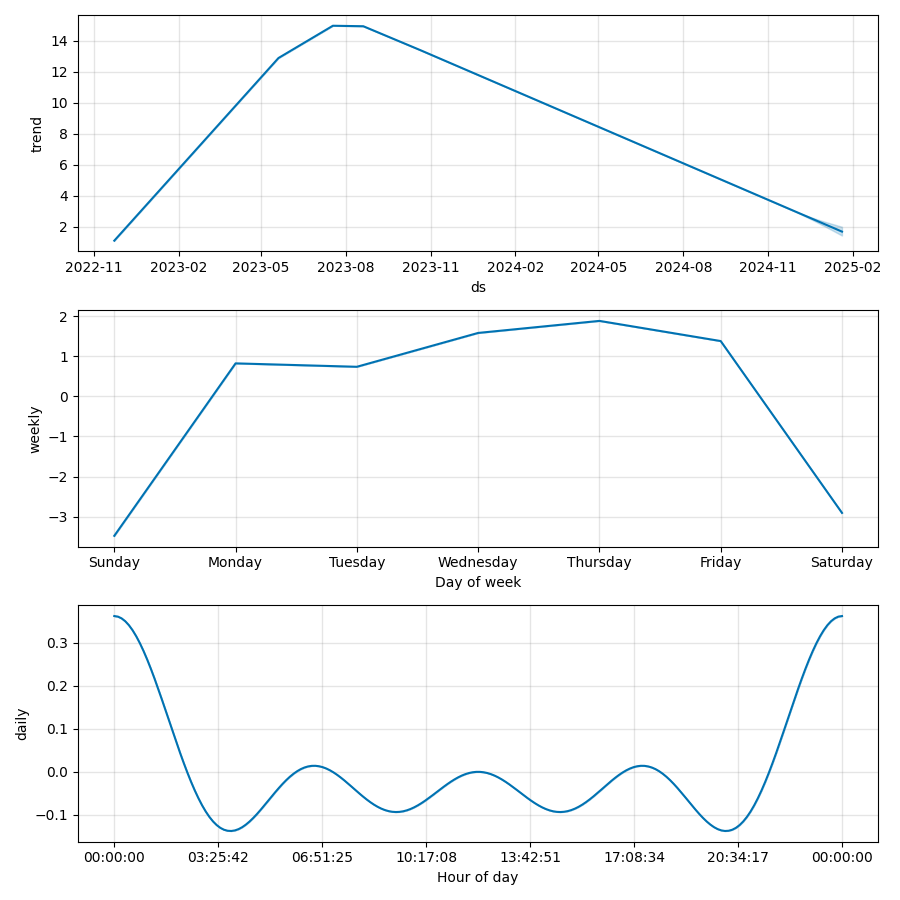 14
12
10
8
6
4
2
trend
2022-11 2023-02 2023-05 2023-08 2023-11 2024-02 2024-05 2024-08 2024-11 2025-02
ds
2
1
0
−1
−2
−3
weekly
Sunday Monday Tuesday Wednesday Thursday Friday Saturday
Day of week
0.3
0.2
0.1
0.0
−0.1
daily
00:00:00 03:25:42 06:51:25 10:17:08 13:42:51 17:08:34 20:34:17 00:00:00
Hour of day